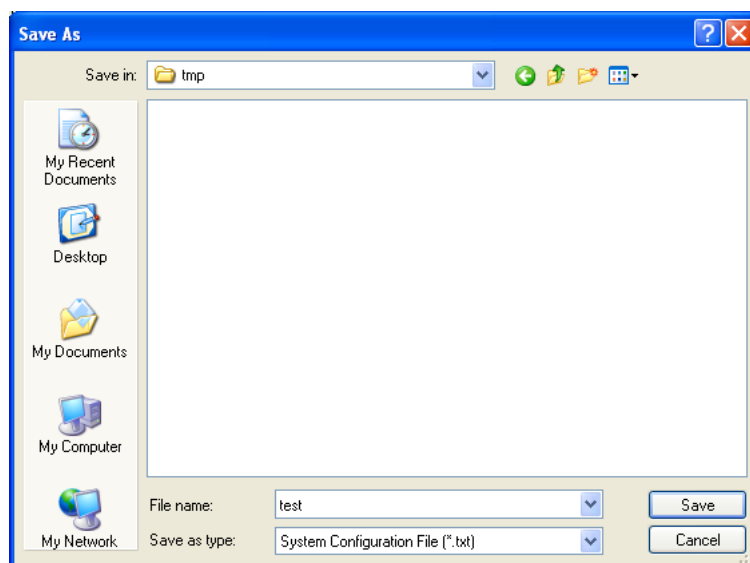 Save As
Save in:
tmp
My Recent
Documents
Desktop
My Documents
My Computer
My Network
File name:
test
Save
Save as type:
System Configuration File (*.txt)
Cancel